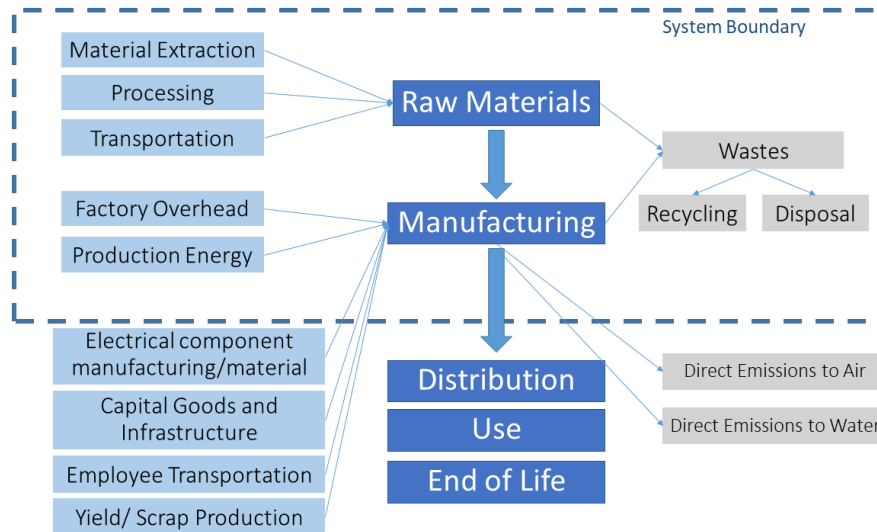 System Boundary
Material Extraction
Processing
Transportation
Raw Materials
Wastes
Recycling
Disposal
Factory Overhead
Production Energy
Manufacturing
Electrical component
manufacturing/material
Capital Goods and
Infrastructure
Employee Transportation
Yield/ Scrap Production
Distribution
Use
End of Life
Direct Emissions to Air
Direct Emissions to Water